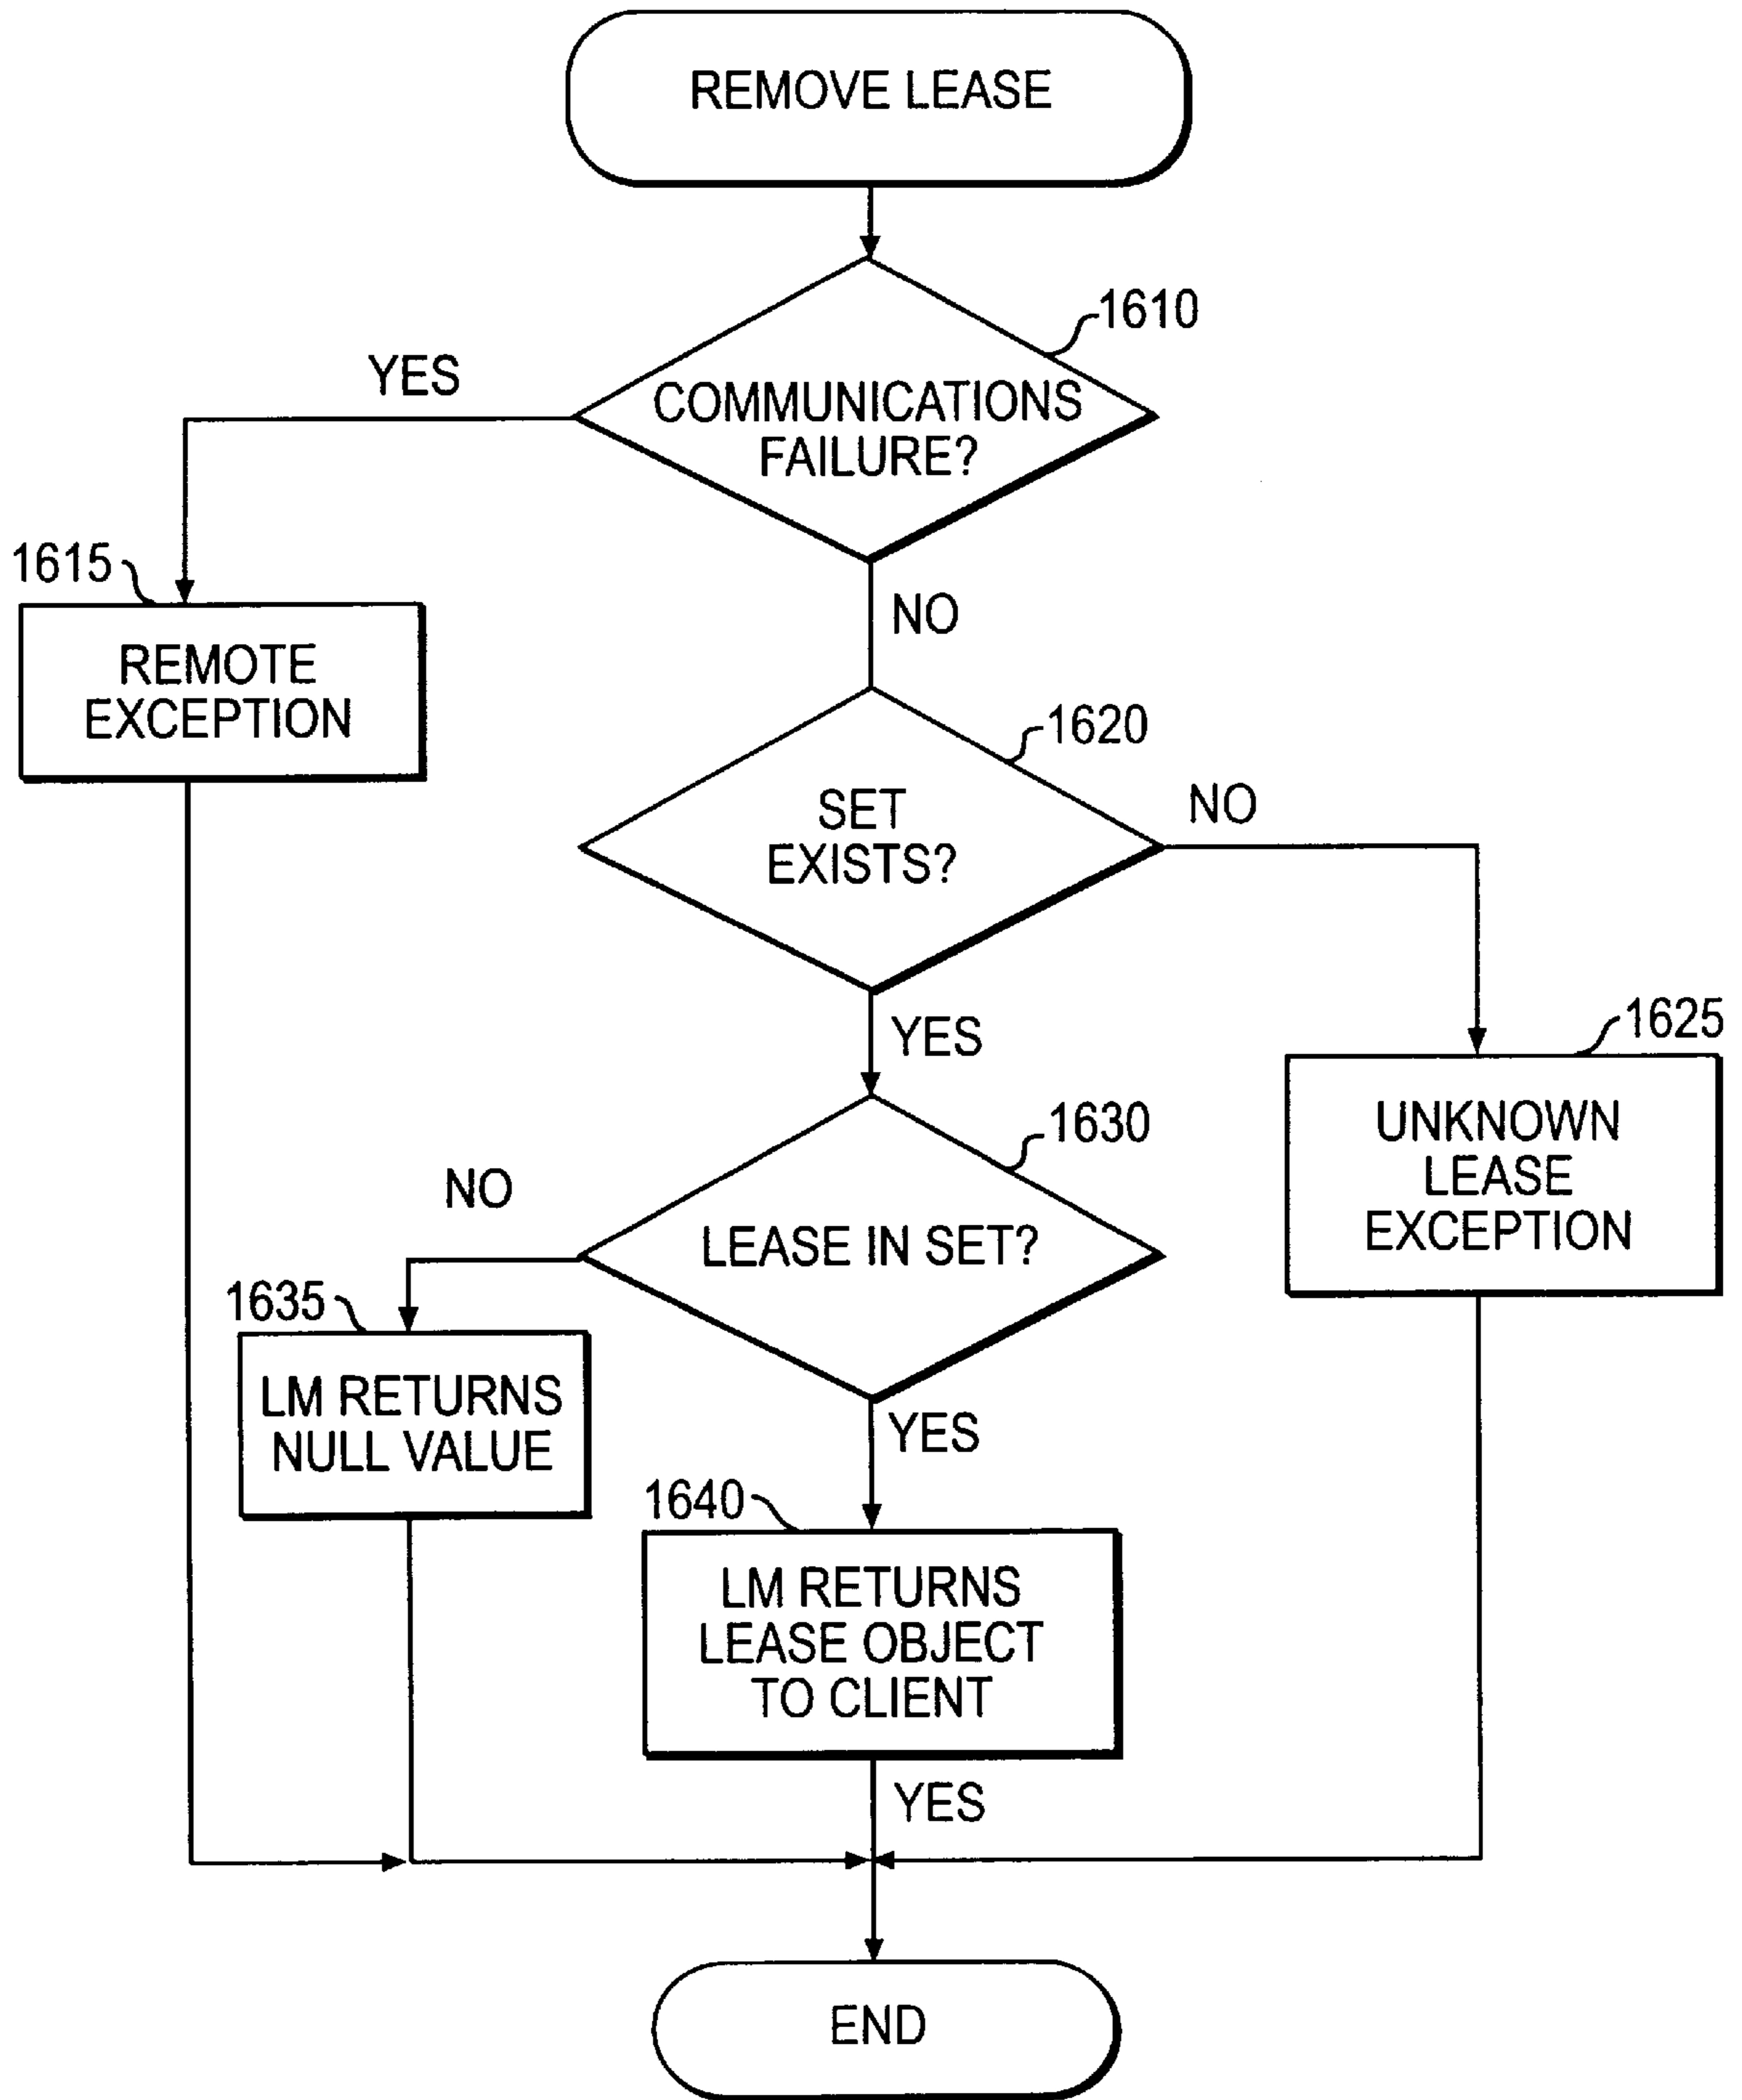 REMOVE LEASE
1610
YES
COMMUNICATIONS
FAILURE?
1615
NO
REMOTE
EXCEPTION
1620
SET
EXISTS?
NO
YES
1625
UNKNOWN
LEASE
EXCEPTION
1630
NO
LEASE IN SET?
1635
LM RETURNS
NULL VALUE
YES
1640
LM RETURNS
LEASE OBJECT
TO CLIENT
YES
END